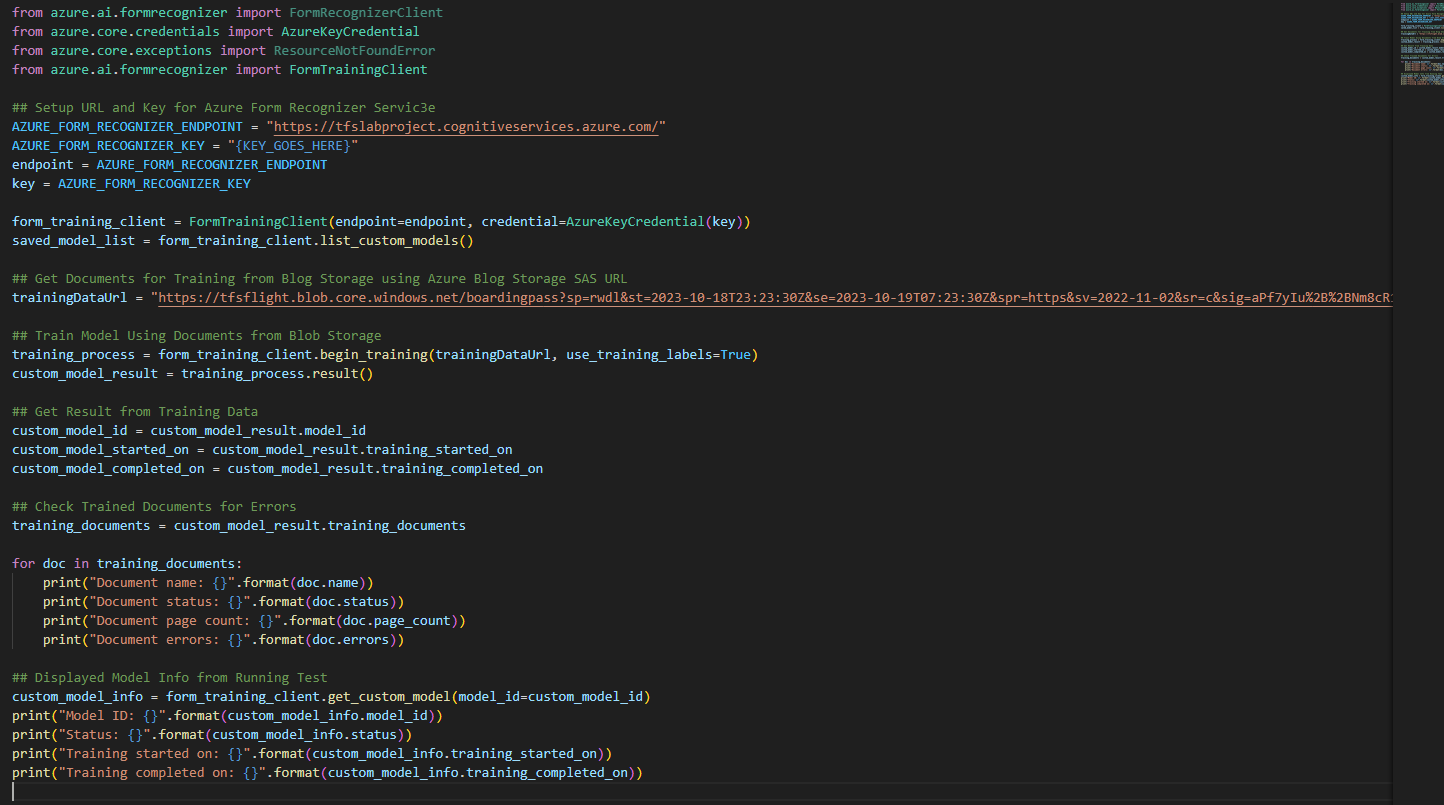 from azure.ai.formrecognizer import FormRecognizerClient
from azure.core.credentials import AzureKeyCredential
from azure.core.exceptions import ResourceNotFoundError
from azure.ai.formrecognizer import FormTrainingClient

## Setup URL and Key for Azure Form Recognizer Servic3e
AZURE_FORM_RECOGNIZER_ENDPOINT = "https://tfslabproject.cognitiveservices.azure.com/"
AZURE_FORM_RECOGNIZER_KEY = "{KEY_GOES_HERE}"
endpoint = AZURE_FORM_RECOGNIZER_ENDPOINT
key = AZURE_FORM_RECOGNIZER_KEY

form_training_client = FormTrainingClient(endpoint=endpoint, credential=AzureKeyCredential(key))
saved_model_list = form_training_client.list_custom_models()

## Get Documents for Training from Blog Storage using Azure Blog Storage SAS URL
trainingDataUrl = "https://tfsflight.blob.core.windows.net/boardingpass?sp=rwdl&st=2023-10-18T23:23:30Z&se=2023-10-19T07:23:30Z&spr=https&sv=2022-11-02&sr=c&sig=aPf7yIu%2B%2BNm8cR

## Train Model Using Documents from Blob Storage
training_process = form_training_client.begin_training(trainingDataUrl, use_training_labels=True)
custom_model_result = training_process.result()

## Get Result from Training Data
custom_model_id = custom_model_result.model_id
custom_model_started_on = custom_model_result.training_started_on
custom_model_completed_on = custom_model_result.training_completed_on

## Check Trained Documents for Errors
training_documents = custom_model_result.training_documents

for doc in training_documents:
    print("Document name: {}".format(doc.name))
    print("Document status: {}".format(doc.status))
    print("Document page count: {}".format(doc.page_count))
    print("Document errors: {}".format(doc.errors))

## Displayed Model Info from Running Test
custom_model_info = form_training_client.get_custom_model(model_id=custom_model_id)
print("Model ID: {}".format(custom_model_info.model_id))
print("Status: {}".format(custom_model_info.status))
print("Training started on: {}".format(custom_model_info.training_started_on))
print("Training completed on: {}".format(custom_model_info.training_completed_on))